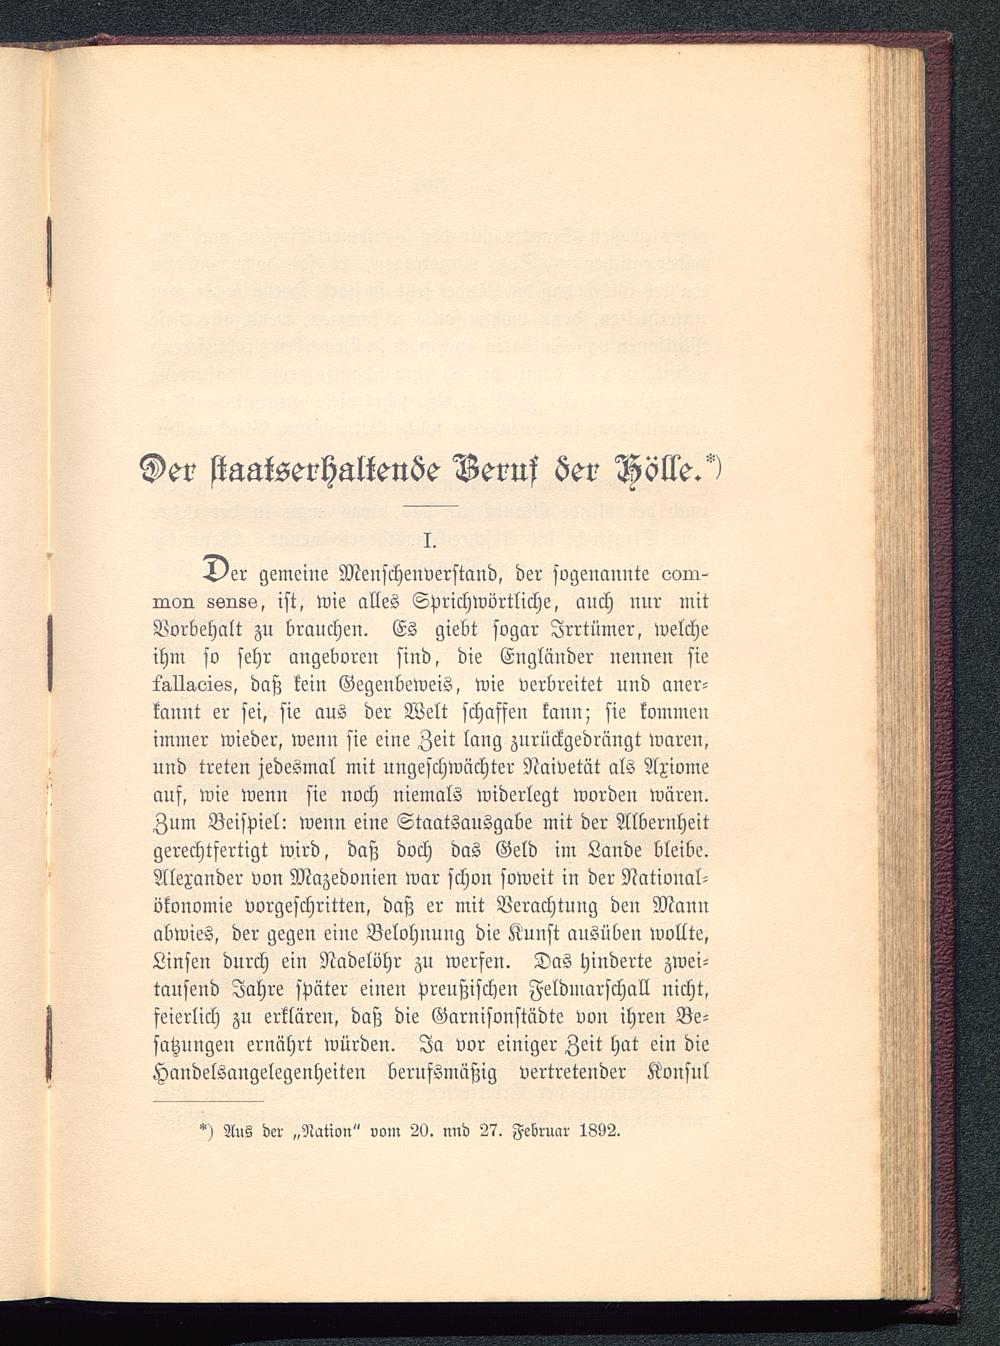 Der staatserhaltende Beruf der Hölle.*)
I.
Der gemeine Menschenverstand, der sogenannte com-
mon sense, ist, wie alles Sprichwörtliche, auch nur mit
Vorbehalt zu brauchen. Es giebt sogar Irrtümer, welche
ihm so sehr angeboren sind, die Engländer nennen sie
fallacies, daß kein Gegenbeweis, wie verbreitet und aner-
kannt er sei, sie aus der Welt schaffen kann; sie kommen
immer wieder, wenn sie eine Zeit lang zurückgedrängt waren,
und treten jedesmal mit ungeschwächter Naivetät als Axiome
auf, wie wenn sie noch niemals widerlegt worden wären.
Zum Beispiel: wenn eine Staatsausgabe mit der Albernheit
gerechtfertigt wird, daß doch das Geld im Lande bleibe.
Alexander von Mazedonien war schon soweit in der National-
ökonomie vorgeschritten, daß er mit Verachtung den Mann
abwies, der gegen eine Belohnung die Kunst ausüben wollte,
Linsen durch ein Nadelöhr zu werfen. Das hinderte zwei-
tausend Jahre später einen preußischen Feldmarschall nicht,
feierlich zu erklären, daß die Garnisonstädte von ihren Be-
satzungen ernährt würden. Ja vor einiger Zeit hat ein die
Handelsangelegenheiten berufsmäßig vertretender Konsul
*) Aus der „Nation“ vom 20. nnd 27. Februar 1892.